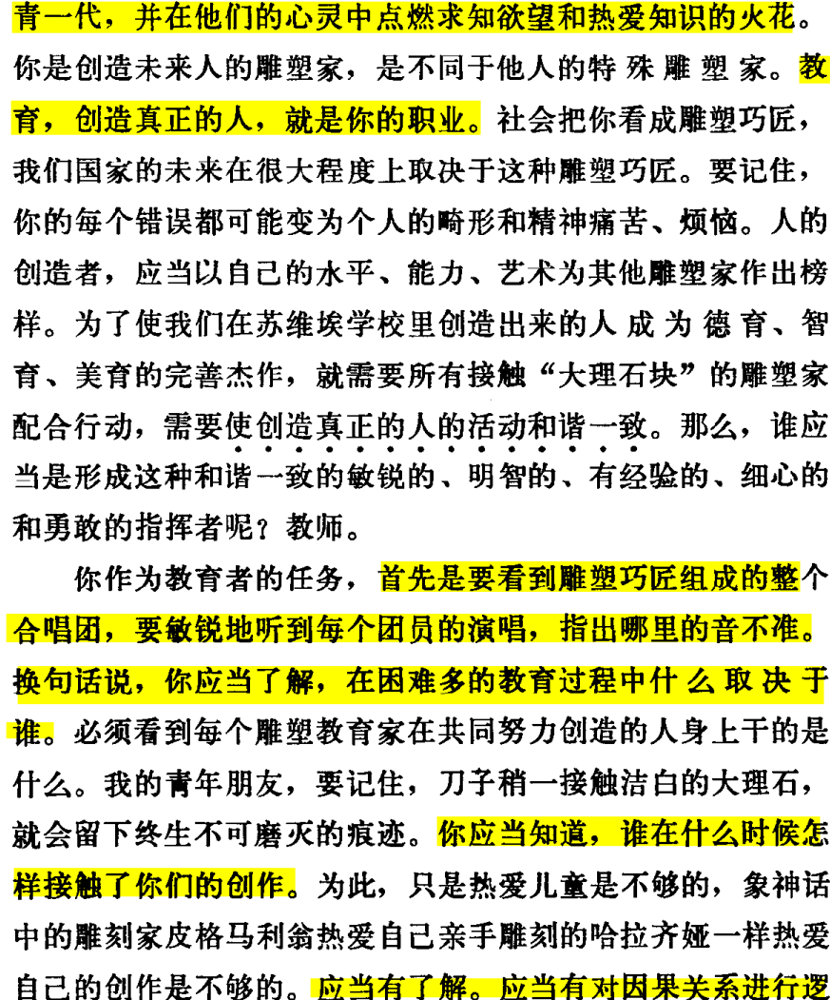 青一代，并在他们的心灵中点燃求知欲望和热爱知识的火花。
你是创造未来人的雕塑家，是不同于他人的特殊雕塑家。教
育，创造真正的人，就是你的职业。社会把你看成雕塑巧匠，
我们国家的未来在很大程度上取决于这种雕塑巧匠。要记住，
你的每个错误都可能变为个人的畸形和精神痛苦、烦恼。人的
创造者，应当以自己的水平、能力、艺术为其他雕塑家作出榜
样。为了使我们在苏维埃学校里创造出来的人成为德育、智
育、美育的完善杰作，就需要所有接触“大理石块”的雕塑家
配合行动，需要使创造真正的人的活动和谐一致。那么，谁应
当是形成这种和谐一致的敏锐的、明智的、有经验的、细心的
和勇敢的指挥者呢？教师。
你作为教育者的任务，首先是要看到雕塑巧匠组成的整个
合唱团，要敏锐地听到每个团员的演唱，指出哪里的音不准。
换句话说，你应当了解，在困难多的教育过程中什么取决于
谁。必须看到每个雕塑教育家在共同努力创造的人身上干的是
什么。我的青年朋友，要记住，刀子稍一接触洁白的大理石，
就会留下终生不可磨灭的痕迹。你应当知道，谁在什么时候怎
样接触了你们的创作。为此，只是热爱儿童是不够的，象神话
中的雕刻家皮格马利翁热爱自己亲手雕刻的哈拉齐娅一样热爱
自己的创作是不够的。应当有了解。应当有对因果关系进行逻